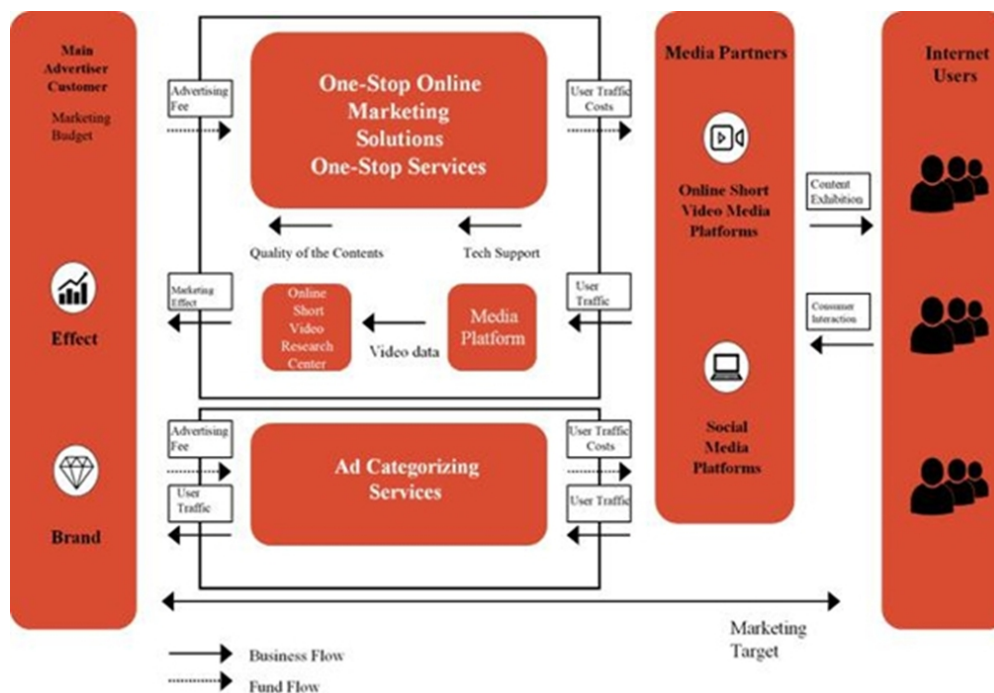 Main
Advertiser
Customer
Marketing
Budget
Effect
Brand
Advertising
Fee
One-Stop Online
Marketing
Solutions
One-Stop Services
User Traffic
Costs
Quality of the Contents
Tech Support
Marketing
Effect
Online
Short
Video
Research
Center
Video data
Media
Platform
User
Traffic
Advertising
Fee
User
Traffic
Ad Categorizing
Services
User Traffic
Costs
User Traffic
Media Partners
Online Short
Video Media
Platforms
Social
Media
Platforms
Content
Exhibition
Consumer
Interaction
Internet
Users
Marketing
Target
Business Flow
Fund Flow